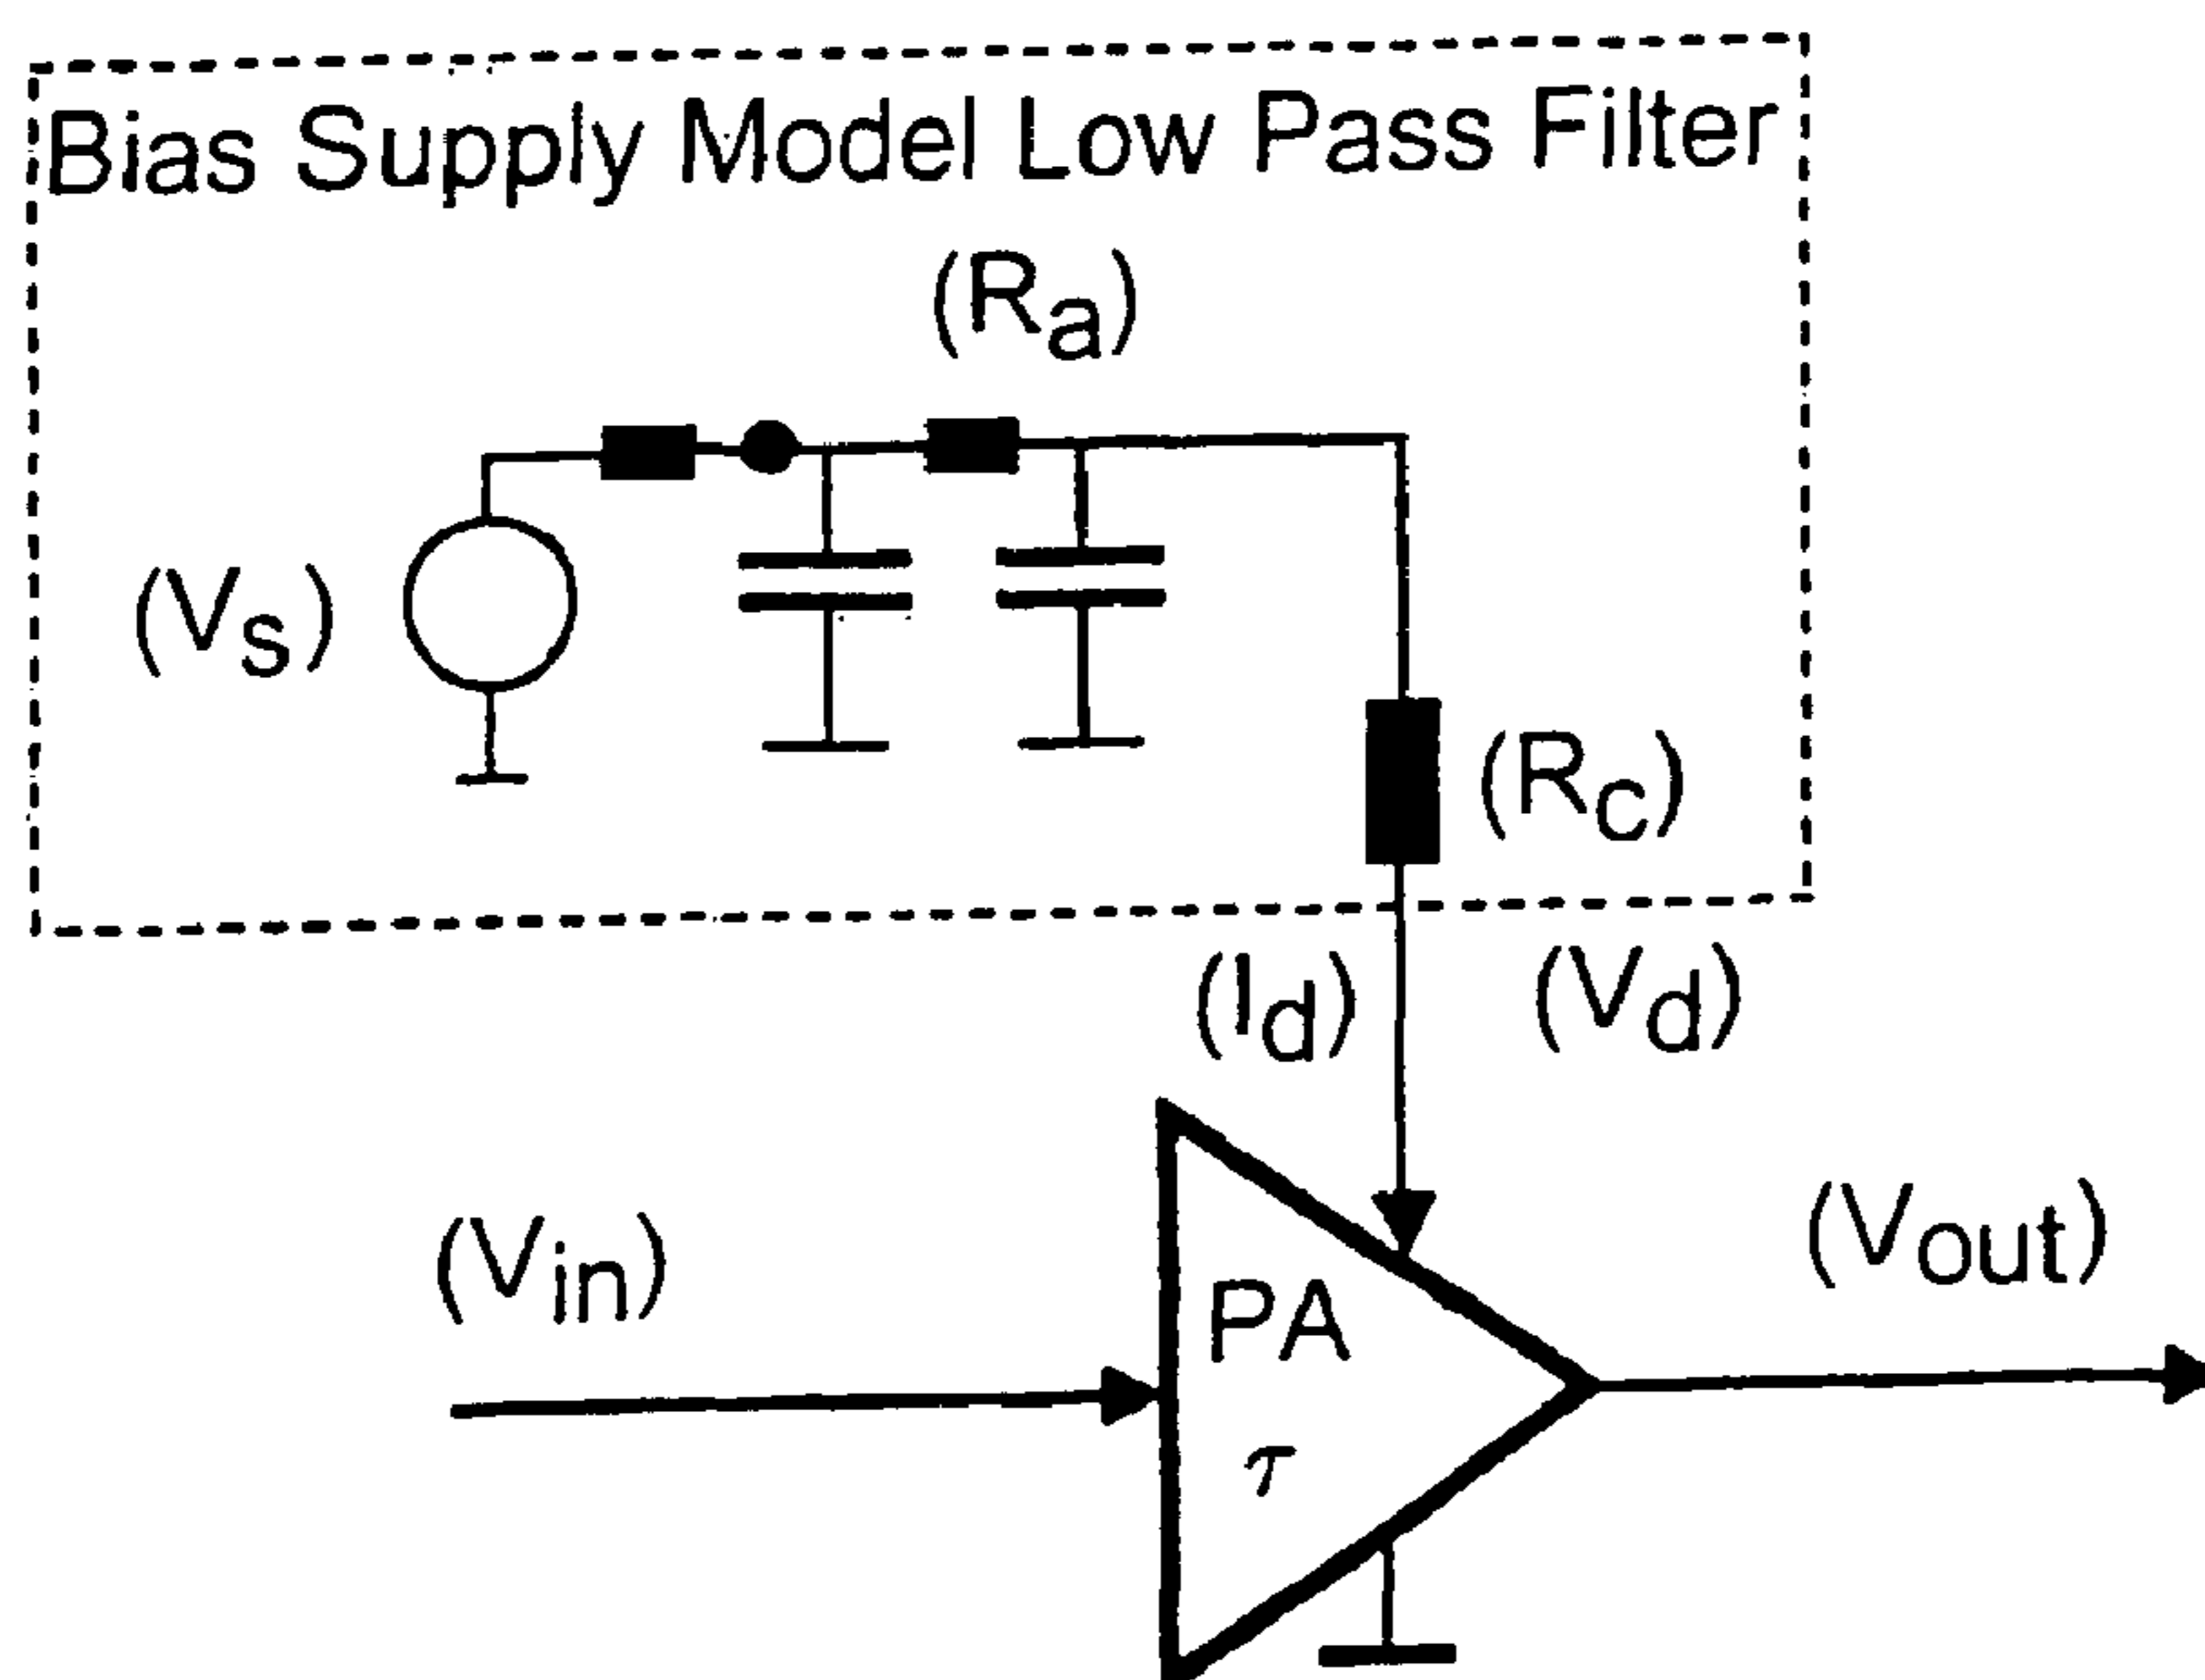 Bias Supply Model Low Pass Filter
(Ra)
(Vs)
(Rc)
(Id) (Vd)
(Vin)
(Vout)
PA
τ